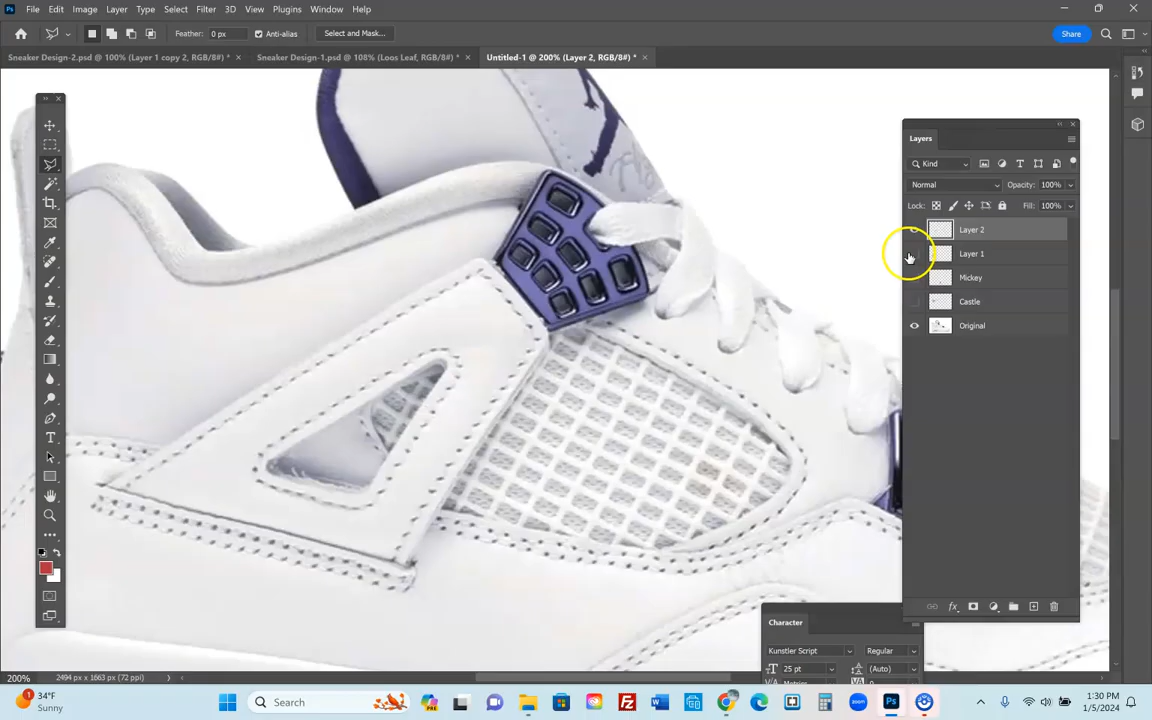 Ps File Edit Image Layer Type Select Filter 3D View Plugins Window Help
Feather: 0 px Anti-alias Select and Mask... Share
Sneaker Design-2.psd @ 100% (Layer 1 copy 2, RGB/8#) * × Sneaker Design-1.psd @ 108% (Loos Leaf, RGB/8#) * × Untitled-1 @ 200% (Layer 2, RGB/8#) * ×
Layers
Kind
Normal Opacity: 100%
Lock: Fill: 100%
Layer 2
Layer 1
Mickey
Castle
Original
fx
Character
Kunstler Script Regular
25 pt (Auto)
200% 2494 px x 1663 px (72 ppi)
34°F
Sunny
Search
1:30 PM
1/5/2024